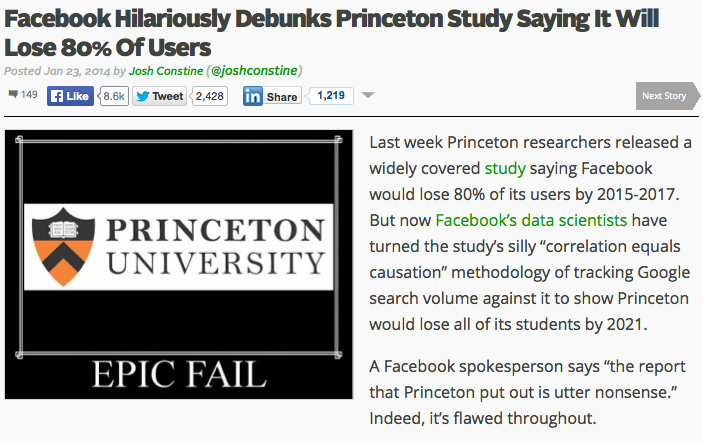 Facebook Hilariously Debunks Princeton Study Saying It Will
Lose 80% Of Users
Posted Jan 23, 2014 by Josh Constine (@joshconstine)
149 Like 8.6k Tweet 2,428 in Share 1,219 Next Story
PRINCETON
UNIVERSITY
EPIC FAIL
Last week Princeton researchers released a
widely covered study saying Facebook
would lose 80% of its users by 2015-2017.
But now Facebook’s data scientists have
turned the study’s silly “correlation equals
causation” methodology of tracking Google
search volume against it to show Princeton
would lose all of its students by 2021.
A Facebook spokesperson says “the report
that Princeton put out is utter nonsense.”
Indeed, it’s flawed throughout.